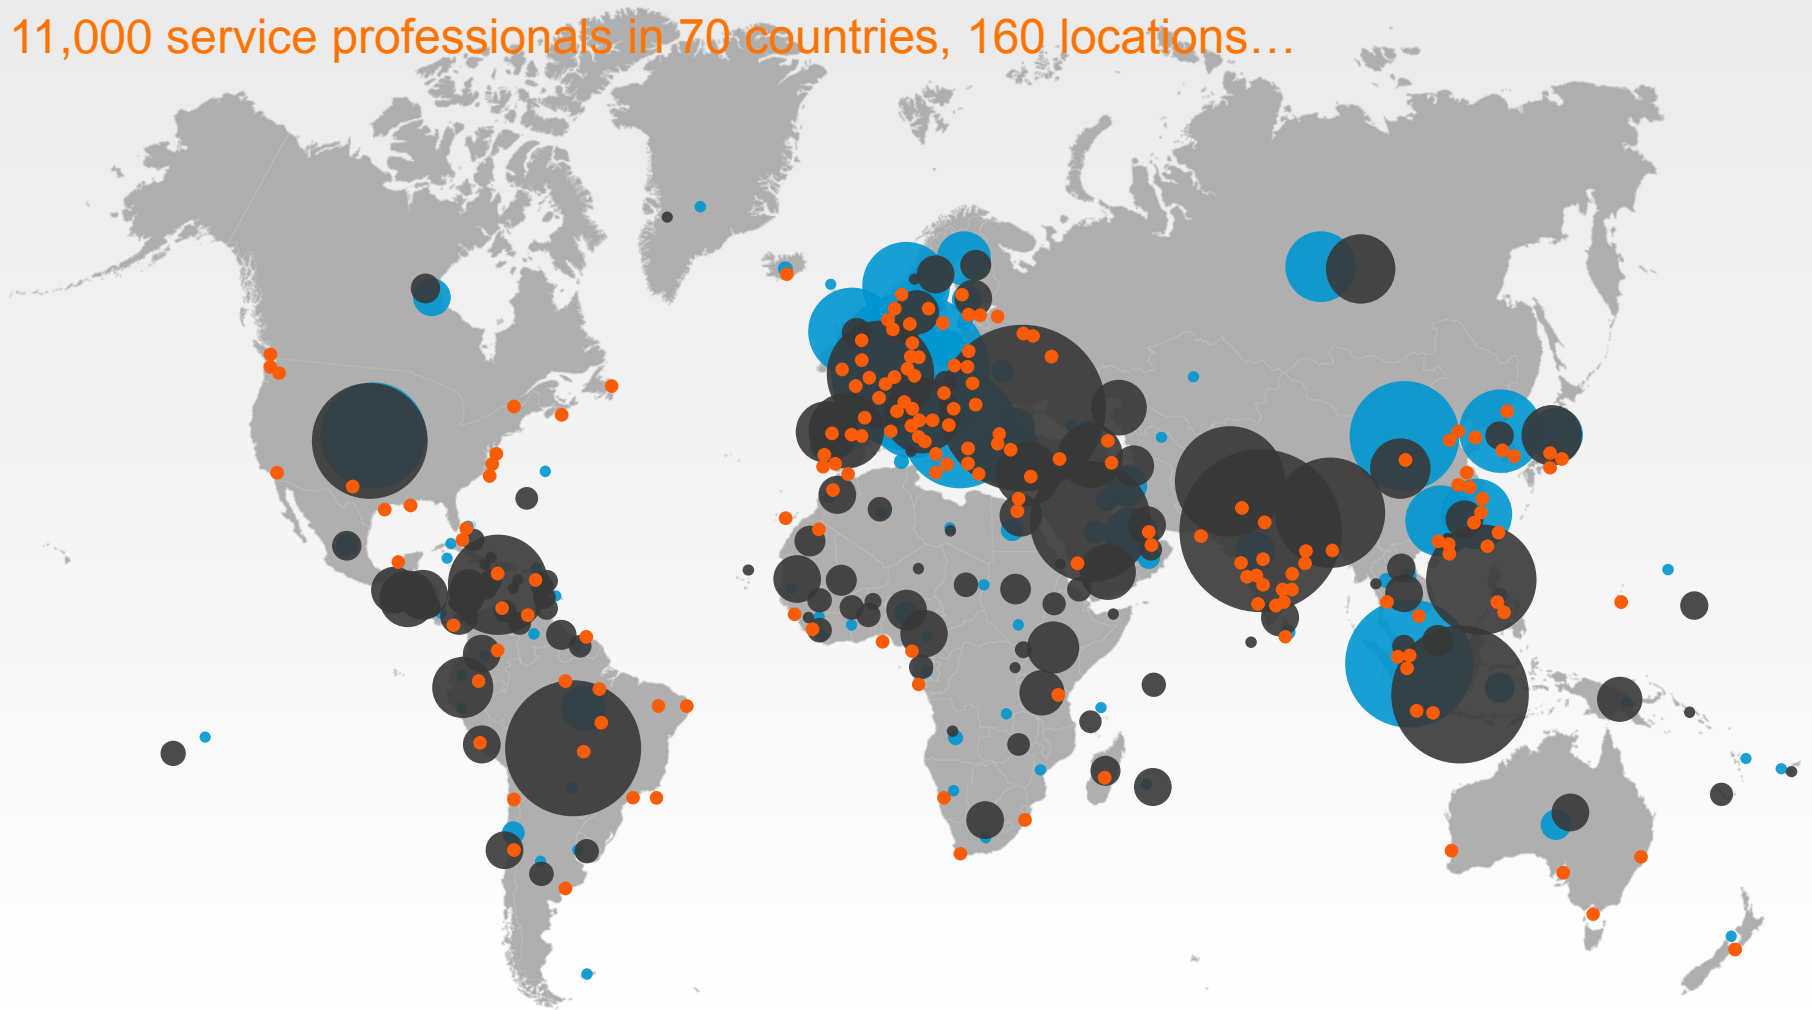 11,000 service professionals in 70 countries, 160 locations…